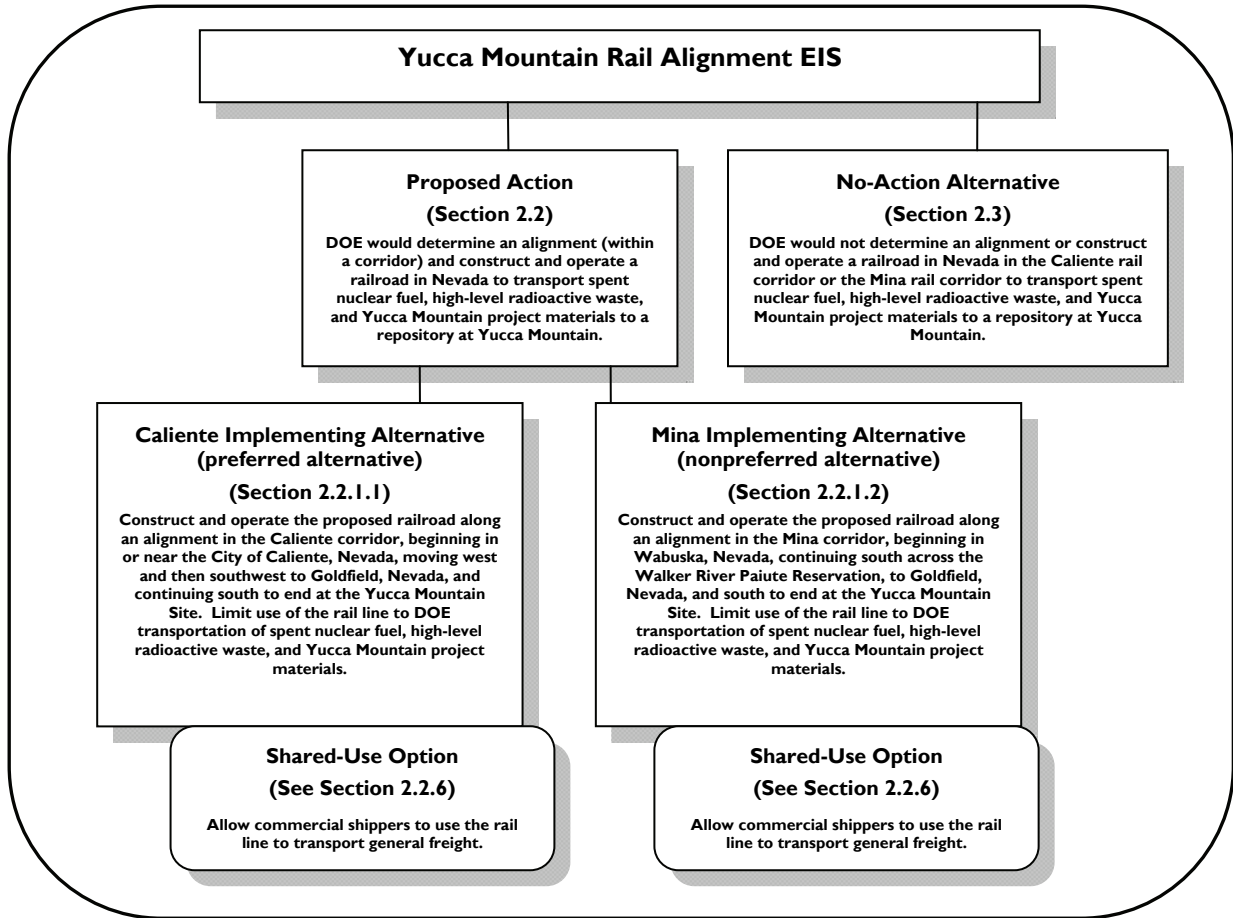 Yucca Mountain Rail Alignment EIS
Proposed Action
(Section 2.2)
DOE would determine an alignment (within
a corridor) and construct and operate a
railroad in Nevada to transport spent
nuclear fuel, high-level radioactive waste,
and Yucca Mountain project materials to a
repository at Yucca Mountain.
No-Action Alternative
(Section 2.3)
DOE would not determine an alignment or construct
and operate a railroad in Nevada in the Caliente rail
corridor or the Mina rail corridor to transport spent
nuclear fuel, high-level radioactive waste, and Yucca
Mountain project materials to a repository at Yucca
Mountain.
Caliente Implementing Alternative
(preferred alternative)
(Section 2.2.1.1)
Construct and operate the proposed railroad along
an alignment in the Caliente corridor, beginning in
or near the City of Caliente, Nevada, moving west
and then southwest to Goldfield, Nevada, and
continuing south to end at the Yucca Mountain
Site. Limit use of the rail line to DOE
transportation of spent nuclear fuel, high-level
radioactive waste, and Yucca Mountain project
materials.
Mina Implementing Alternative
(nonpreferred alternative)
(Section 2.2.1.2)
Construct and operate the proposed railroad along
an alignment in the Mina corridor, beginning in
Wabuska, Nevada, continuing south across the
Walker River Paiute Reservation, to Goldfield,
Nevada, and south to end at the Yucca Mountain
Site. Limit use of the rail line to DOE
transportation of spent nuclear fuel, high-level
radioactive waste, and Yucca Mountain project
materials.
Shared-Use Option
(See Section 2.2.6)
Allow commercial shippers to use the rail
line to transport general freight.
Shared-Use Option
(See Section 2.2.6)
Allow commercial shippers to use the rail
line to transport general freight.